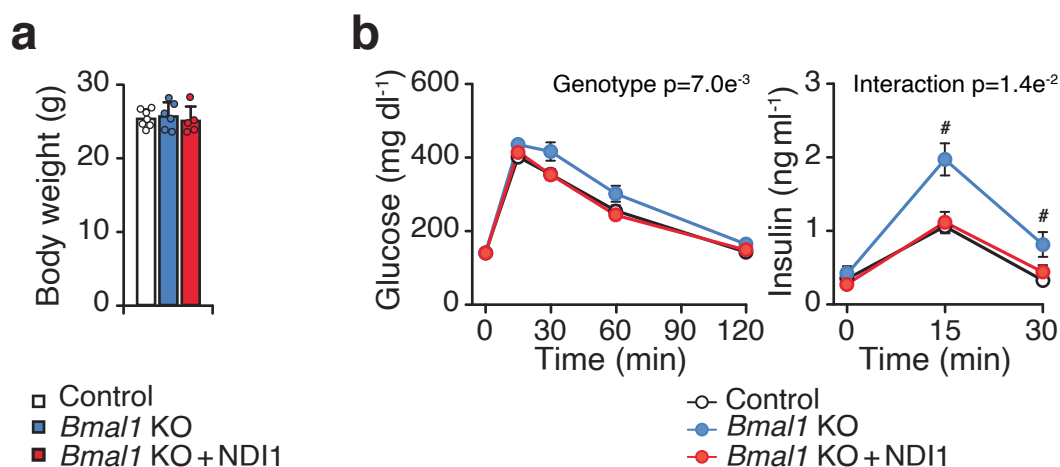 a
Body weight (g)
30
20
10
0
Control
Bmal1 KO
Bmal1 KO + NDI1
b
Glucose (mg dl-1)
600
400
200
0
Genotype p=7.0e-3
0 30 60 90 120
Time (min)
Insulin (ng ml-1)
2
1
0
Interaction p=1.4e-2
#
#
0 15 30
Time (min)
Control
Bmal1 KO
Bmal1 KO + NDI1